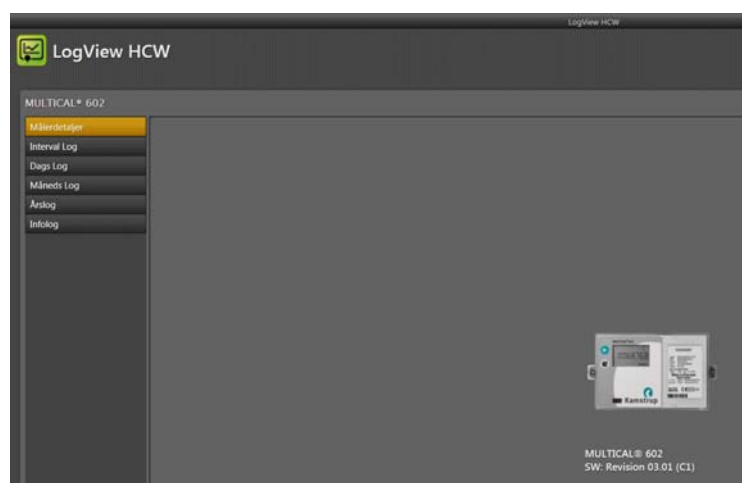 LogView HCW
LogView HCW
MULTICAL® 602
Målerdetaljer
Interval Log
Dags Log
Måneds Log
Årslog
Infolog
Kamstrup
MULTICAL® 602
SW: Revision 03.01 (C1)